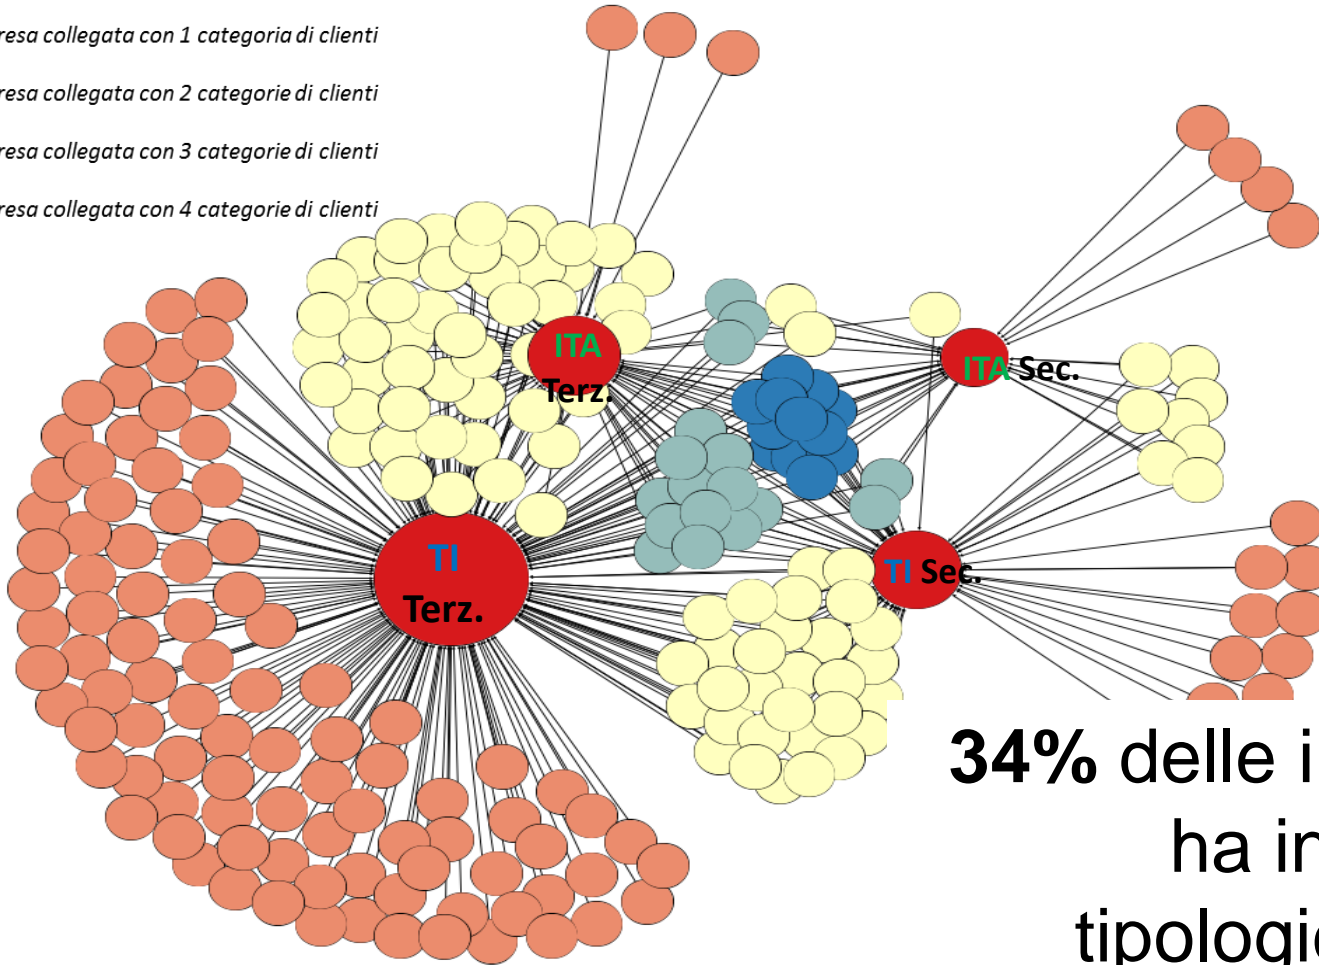 resa collegata con 1 categoria di clienti
resa collegata con 2 categorie di clienti
resa collegata con 3 categorie di clienti
resa collegata con 4 categorie di clienti
ITA
Terz.
ITA Sec.
TI
Terz.
TI Sec.
34% delle i
ha in
tipologi